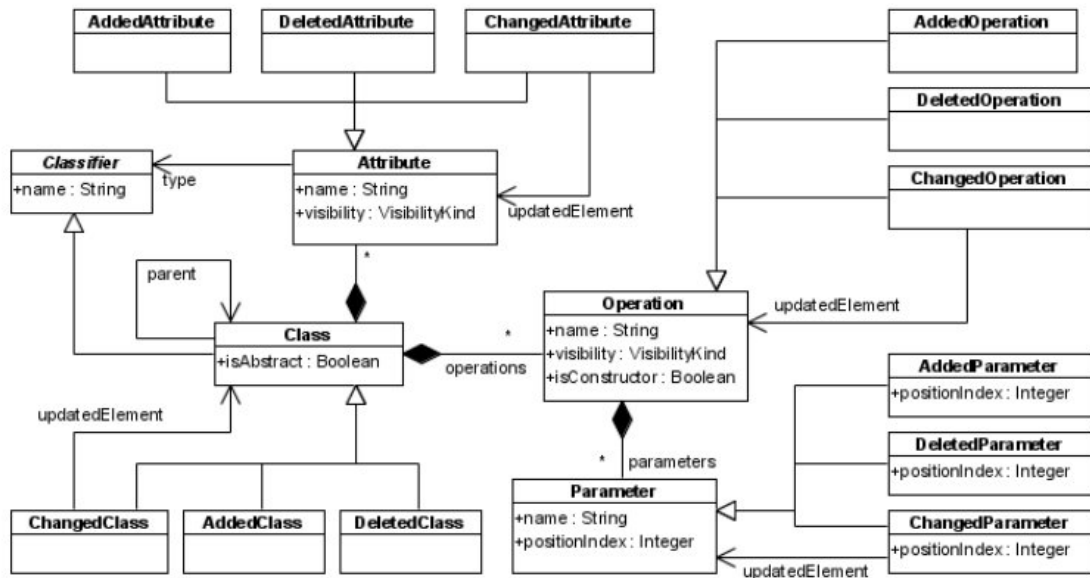 AddedAttribute
DeletedAttribute
ChangedAttribute
AddedOperation
DeletedOperation
ChangedOperation
Classifier
+name : String
type
Attribute
+name : String
+visibility : VisibilityKind
updatedElement
*
parent
Class
+isAbstract : Boolean
*
operations
Operation
+name : String
+visibility : VisibilityKind
+isConstructor : Boolean
updatedElement
updatedElement
ChangedClass
AddedClass
DeletedClass
* parameters
Parameter
+name : String
+positionIndex : Integer
AddedParameter
+positionIndex : Integer
DeletedParameter
+positionIndex : Integer
ChangedParameter
+positionIndex : Integer
updatedElement